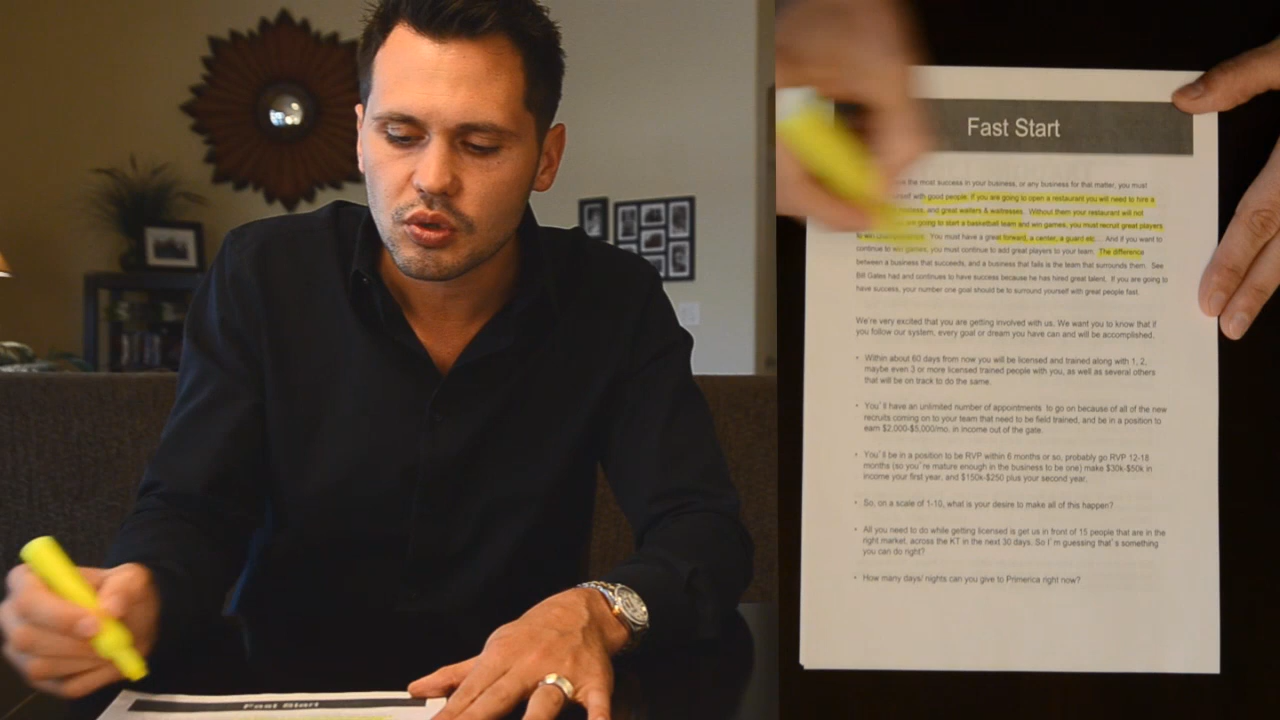 Fast Start
the most success in your business, or any business for that matter, you must
with good people. If you are going to open a restaurant you will need to hire a
and great waiters & waitresses. Without them your restaurant will not
are going to start a basketball team and win games, you must recruit great players
to win You must have a great forward, a center, a guard etc... And if you want to
continue to win games, you must continue to add great players to your team. The difference
between a business that succeeds, and a business that fails is the team that surrounds them. See
Bill Gates had and continues to have success because he has hired great talent. If you are going to
have success, your number one goal should be to surround yourself with great people fast.
We're very excited that you are getting involved with us. We want you to know that if
you follow our system, every goal or dream you have can and will be accomplished.
• Within about 60 days from now you will be licensed and trained along with 1, 2,
maybe even 3 or more licensed trained people with you, as well as several others
that will be on track to do the same.
• You'll have an unlimited number of appointments to go on because of all of the new
recruits coming on to your team that need to be field trained, and be in a position to
earn $2,000-$5,000/mo. in income out of the gate.
• You'll be in a position to be RVP within 6 months or so, probably go RVP 12-18
months (so you're mature enough in the business to be one) make $30k-$50k in
income your first year, and $150k-$250 plus your second year.
• So, on a scale of 1-10, what is your desire to make all of this happen?
• All you need to do while getting licensed is get us in front of 15 people that are in the
right market, across the KT in the next 30 days. So I'm guessing that's something
you can do right?
• How many days/ nights can you give to Primerica right now?
Fast Start